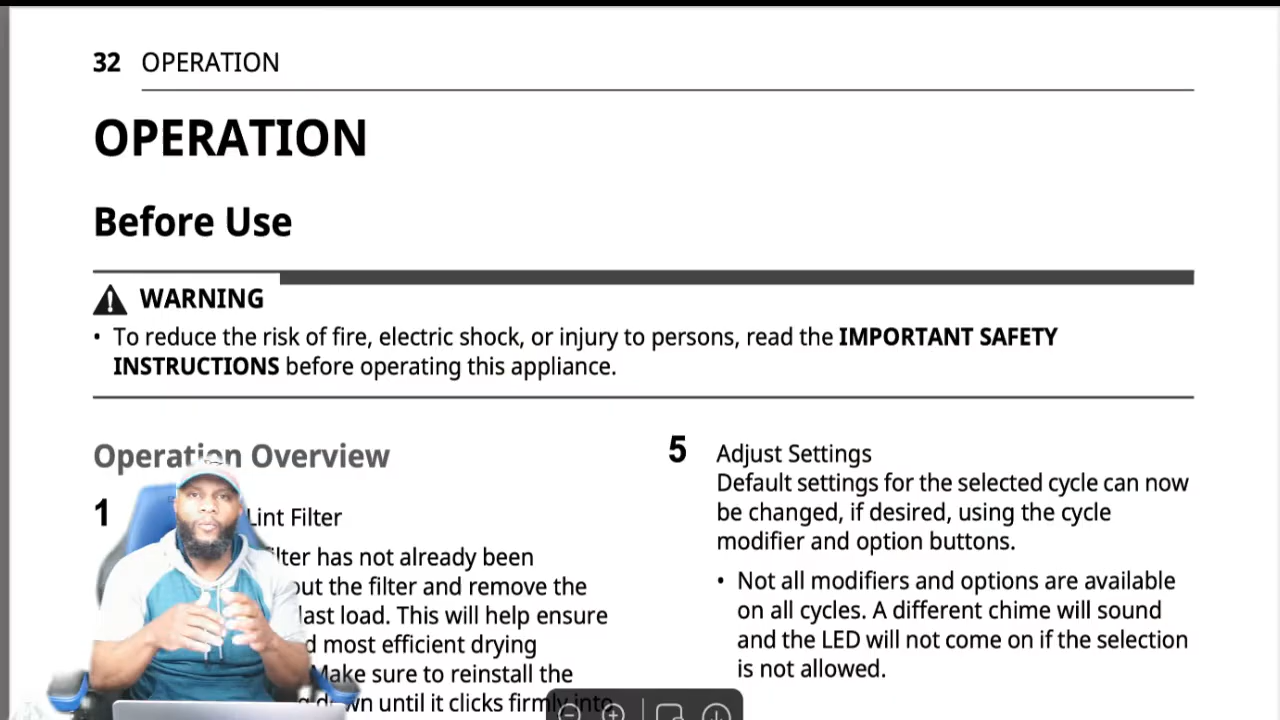 32 OPERATION
OPERATION
Before Use
WARNING
• To reduce the risk of fire, electric shock, or injury to persons, read the IMPORTANT SAFETY
INSTRUCTIONS before operating this appliance.
Operation Overview
1 Lint Filter
filter has not already been
out the filter and remove the
last load. This will help ensure
most efficient drying
Make sure to reinstall the
until it clicks firmly into
5 Adjust Settings
Default settings for the selected cycle can now
be changed, if desired, using the cycle
modifier and option buttons.
• Not all modifiers and options are available
on all cycles. A different chime will sound
and the LED will not come on if the selection
is not allowed.